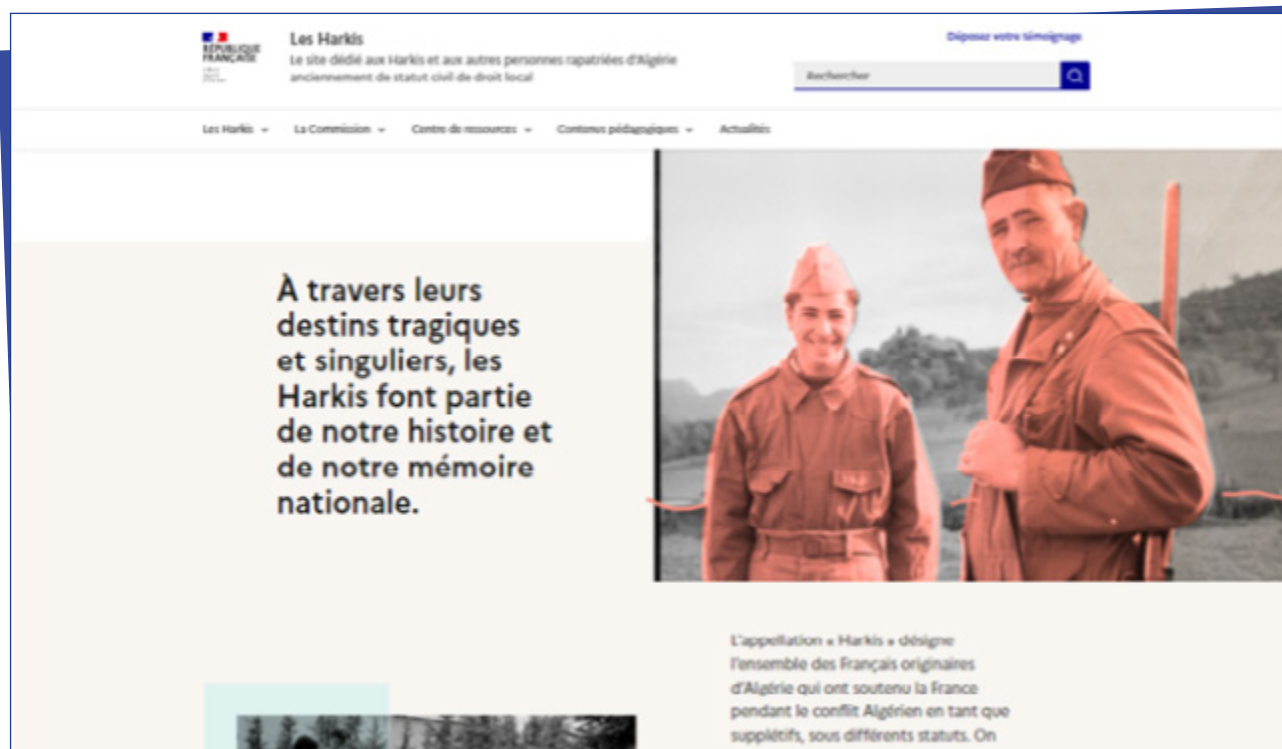 RÉPUBLIQUE
FRANÇAISE
Les Harkis
Le site dédié aux Harkis et aux autres personnes rapatriées d'Algérie
anciennement de statut civil de droit local
Déposez votre témoignage
Rechercher
Les Harkis
La Commission
Centre de ressources
Contenus pédagogiques
Actualités
À travers leurs
destins tragiques
et singuliers, les
Harkis font partie
de notre histoire et
de notre mémoire
nationale.
L'appellation « Harkis » désigne
l'ensemble des Français originaires
d'Algérie qui ont soutenu la France
pendant le conflit Algérien en tant que
supplétifs, sous différents statuts. On